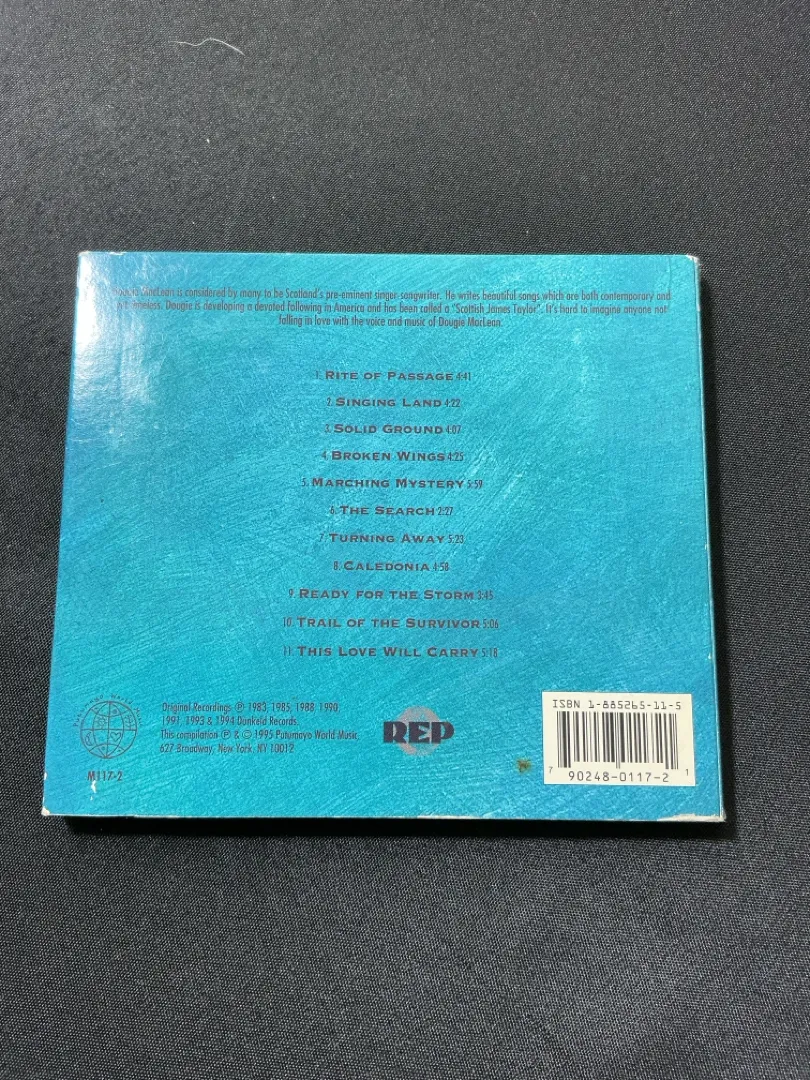 Dougie MacLean is considered by many to be Scotland's pre-eminent singer songwriter. He writes beautiful songs which are both contemporary and
timeless. Dougie is developing a devoted following in America and has been called a "Scottish James Taylor". It's hard to imagine anyone not
falling in love with the voice and music of Dougie MacLean.
1. RITE OF PASSAGE 4:41
2. SINGING LAND 4:22
3. SOLID GROUND 4:07
4. BROKEN WINGS 4:25
5. MARCHING MYSTERY 5:59
6. THE SEARCH 2:27
7. TURNING AWAY 5:23
8. CALEDONIA 4:58
9. READY FOR THE STORM 3:45
10. TRAIL OF THE SURVIVOR 5:06
11. THIS LOVE WILL CARRY 5:18
Original Recordings ℗ 1983, 1985, 1988, 1990,
1991, 1993 & 1994 Dunkeld Records.
This compilation ℗ & © 1995 Putumayo World Music,
627 Broadway, New York, NY 10012
M117-2
REP
ISBN 1-885265-11-5
7 90248-0117-2 1